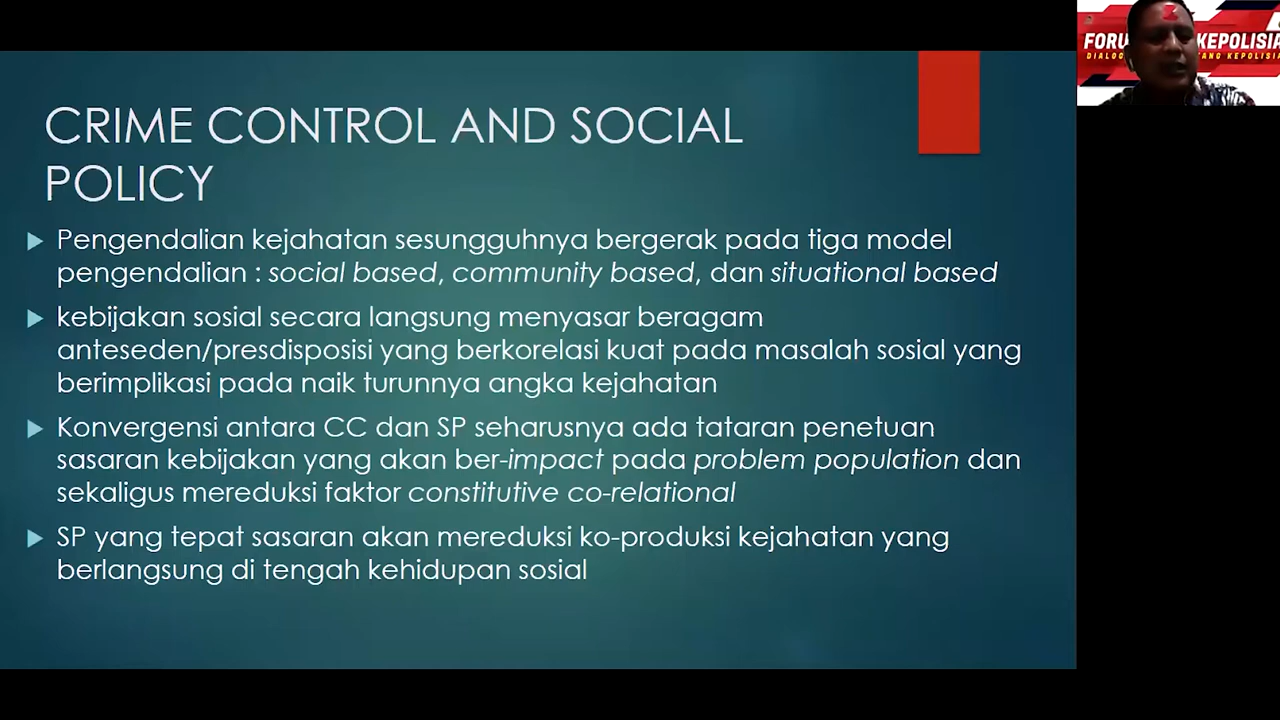 CRIME CONTROL AND SOCIAL
POLICY
Pengendalian kejahatan sesungguhnya bergerak pada tiga model
pengendalian : social based, community based, dan situational based
kebijakan sosial secara langsung menyasar beragam
anteseden/presdisposisi yang berkorelasi kuat pada masalah sosial yang
berimplikasi pada naik turunnya angka kejahatan
Konvergensi antara CC dan SP seharusnya ada tataran penetuan
sasaran kebijakan yang akan ber-impact pada problem population dan
sekaligus mereduksi faktor constitutive co-relational
SP yang tepat sasaran akan mereduksi ko-produksi kejahatan yang
berlangsung di tengah kehidupan sosial
FORU KEPOLISIA
DIALOG TANG KEPOLISIA